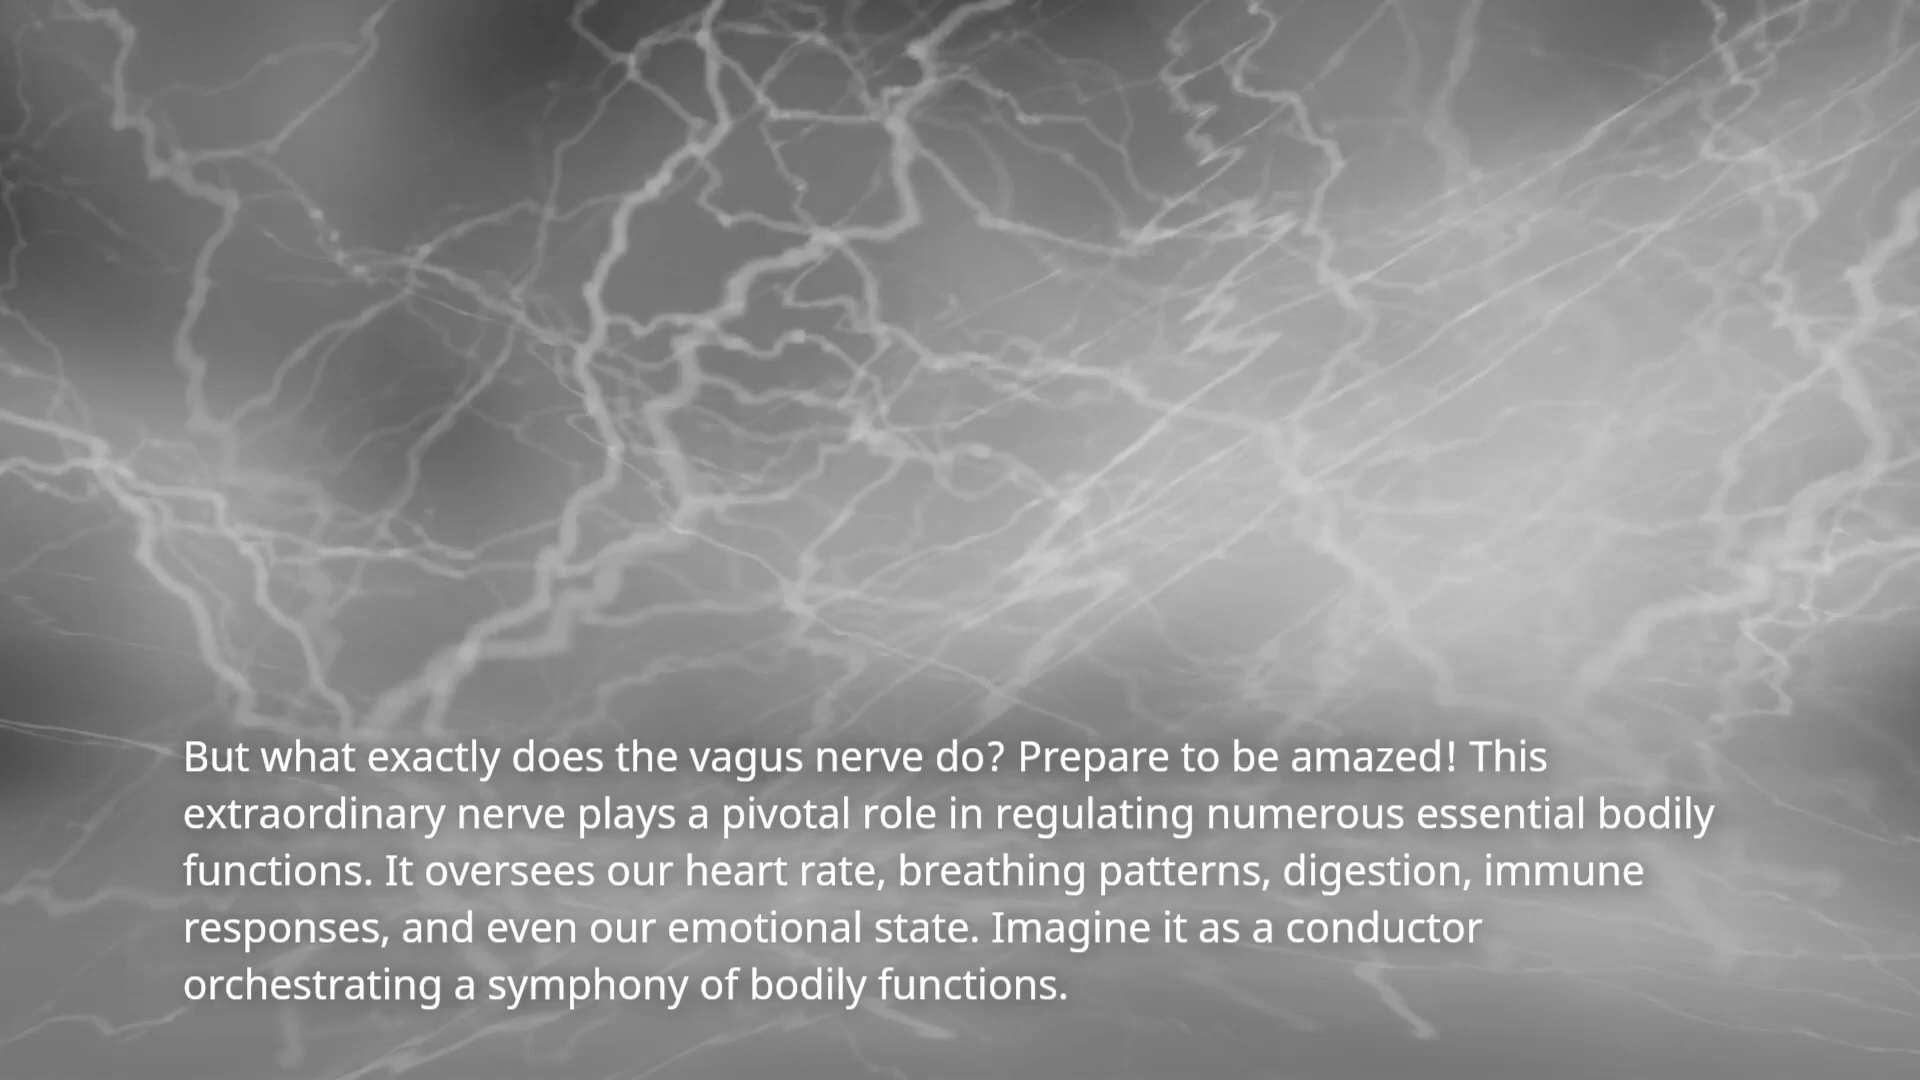 But what exactly does the vagus nerve do? Prepare to be amazed! This
extraordinary nerve plays a pivotal role in regulating numerous essential bodily
functions. It oversees our heart rate, breathing patterns, digestion, immune
responses, and even our emotional state. Imagine it as a conductor
orchestrating a symphony of bodily functions.